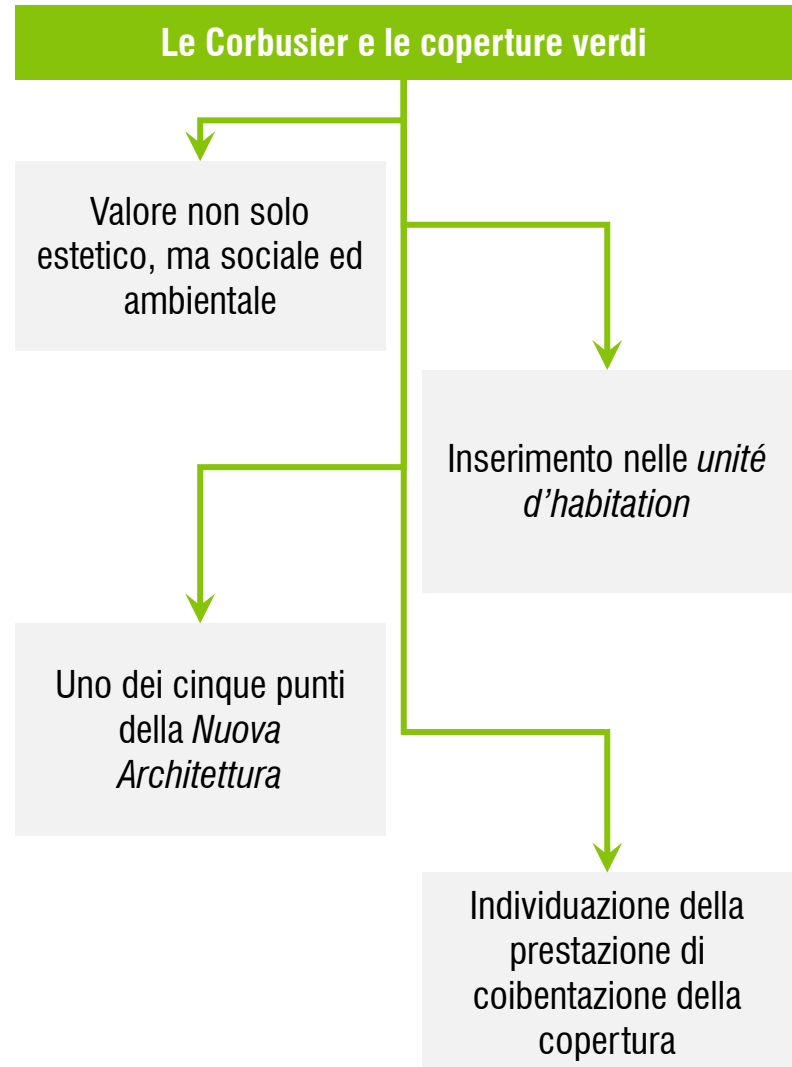 Le Corbusier e le coperture verdi
Valore non solo
estetico, ma sociale ed
ambientale
Inserimento nelle unité
d’habitation
Uno dei cinque punti
della Nuova
Architettura
Individuazione della
prestazione di
coibentazione della
copertura